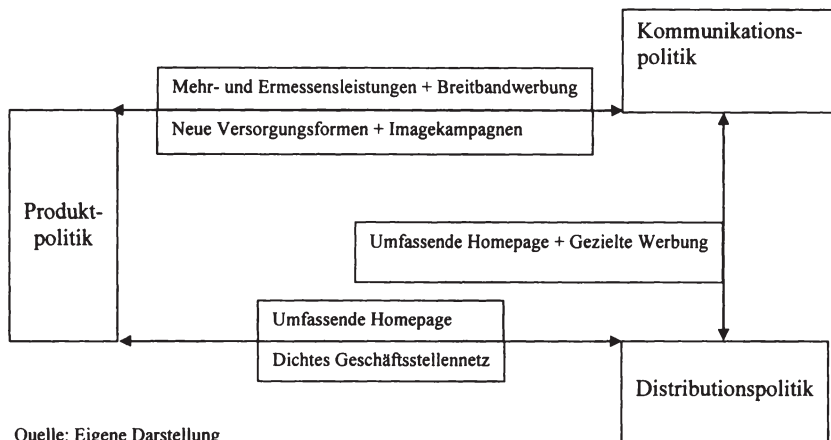 Kommunikations-
politik
Mehr- und Ermessensleistungen + Breitbandwerbung
Neue Versorgungsformen + Imagekampagnen
Produkt-
politik
Umfassende Homepage + Gezielte Werbung
Umfassende Homepage
Dichtes Geschäftsstellennetz
Distributionspolitik
Quelle: Eigene Darstellung